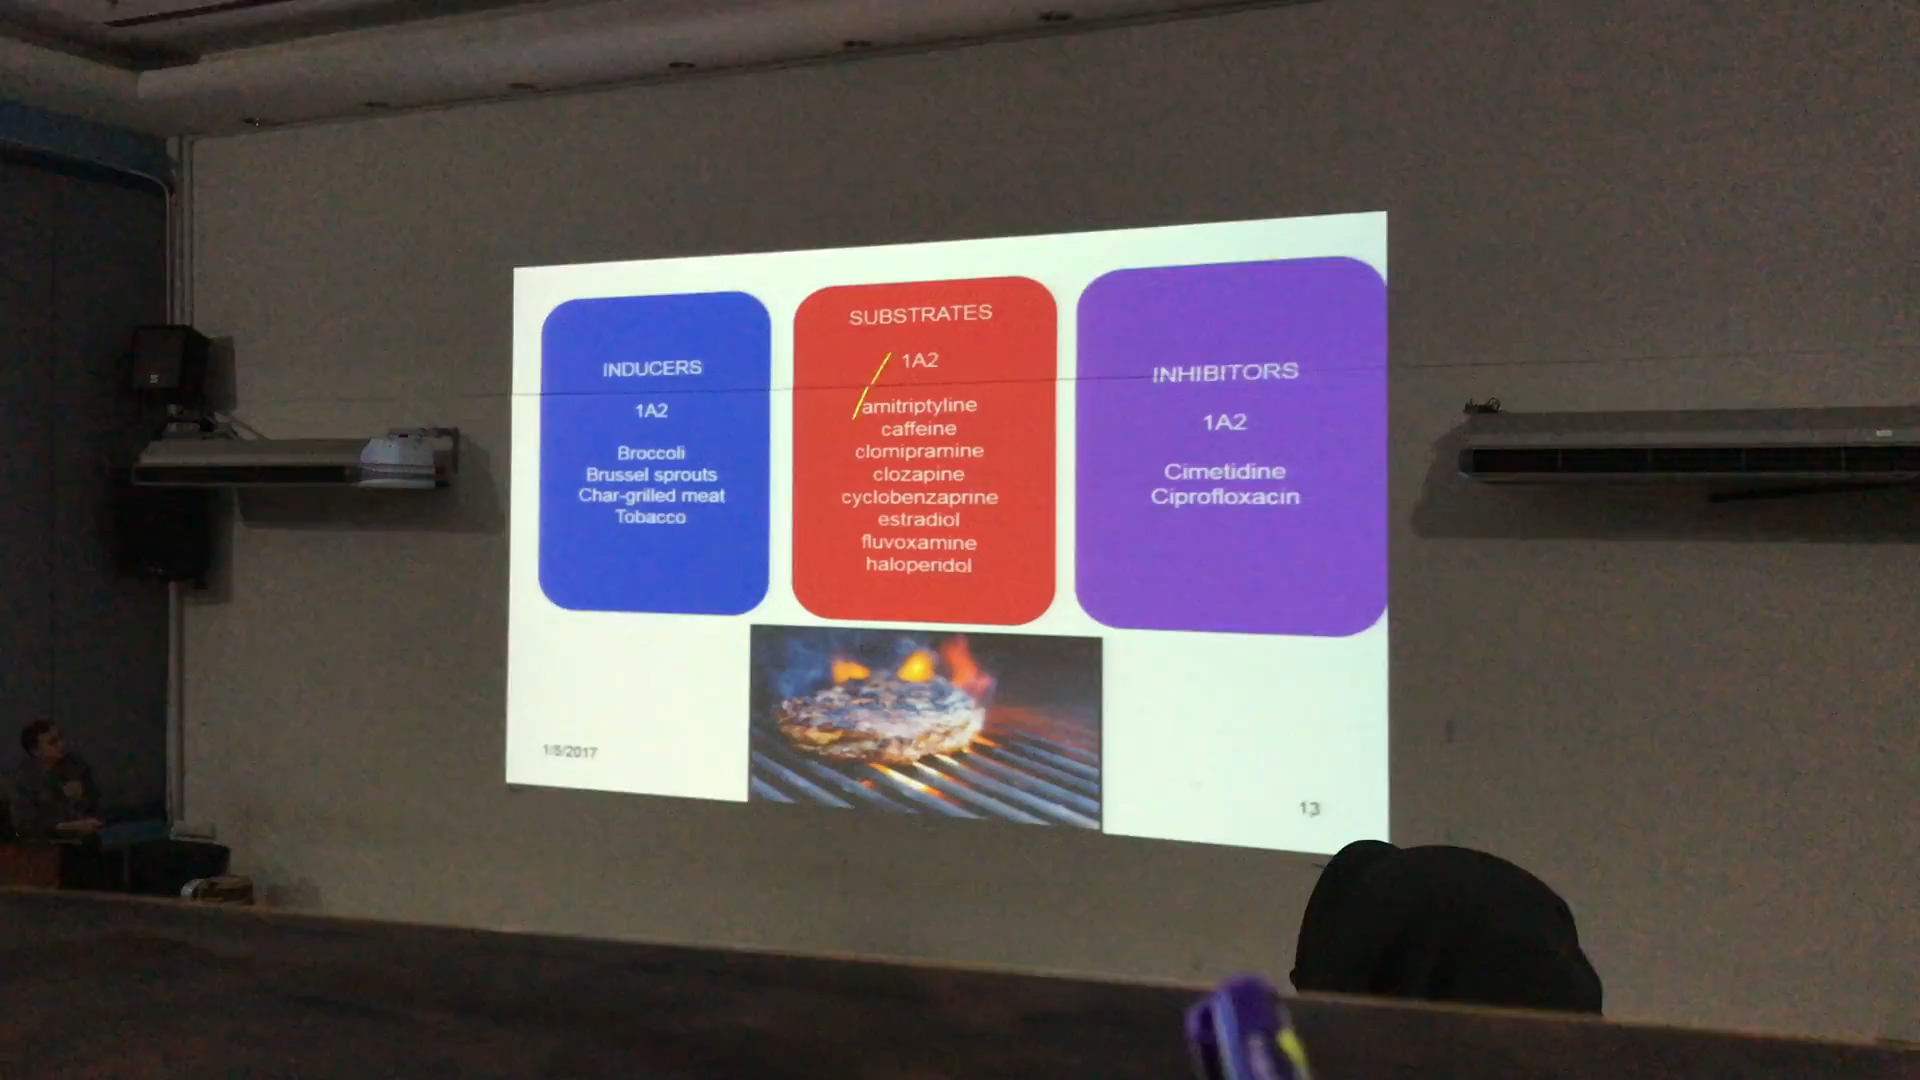 INDUCERS
1A2
Broccoli
Brussel sprouts
Char-grilled meat
Tobacco
SUBSTRATES
1A2
amitriptyline
caffeine
clomipramine
clozapine
cyclobenzaprine
estradiol
fluvoxamine
haloperidol
INHIBITORS
1A2
Cimetidine
Ciprofloxacin
1/5/2017
13